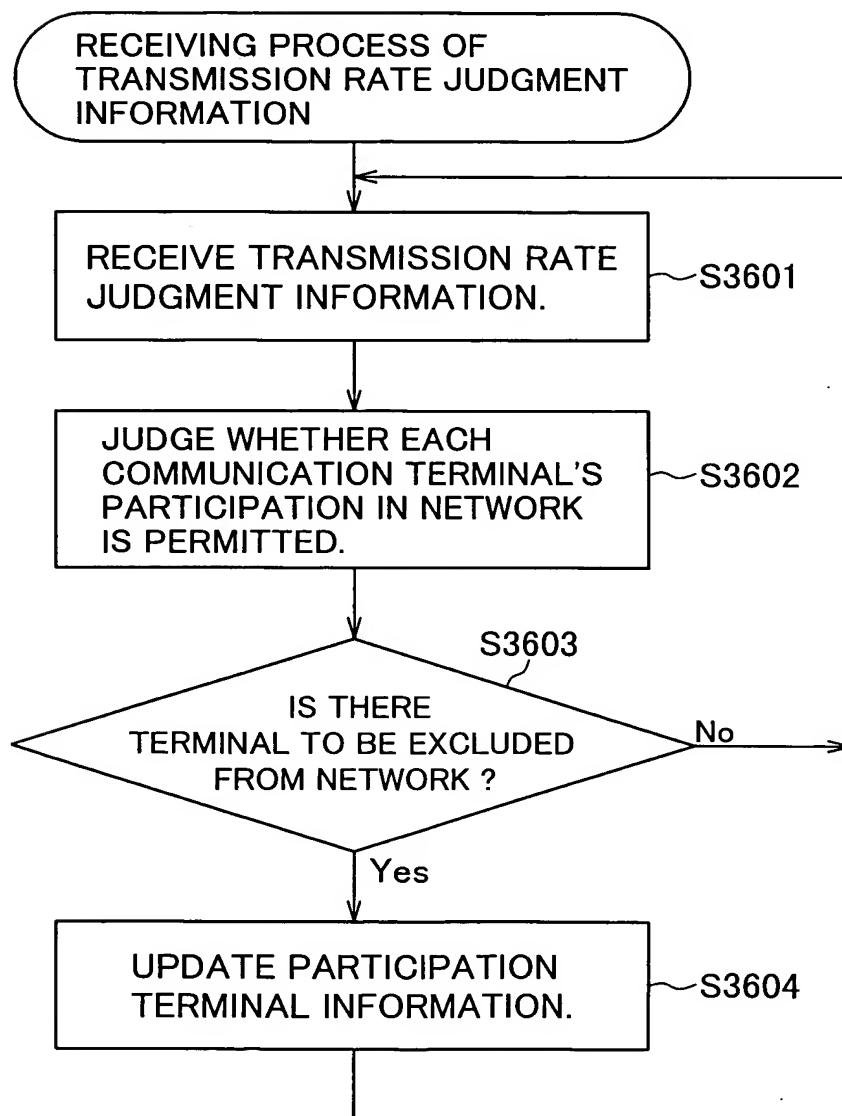 RECEIVING PROCESS OF
TRANSMISSION RATE JUDGMENT
INFORMATION
RECEIVE TRANSMISSION RATE
JUDGMENT INFORMATION.
S3601
JUDGE WHETHER EACH
COMMUNICATION TERMINAL'S
PARTICIPATION IN NETWORK
IS PERMITTED.
S3602
S3603
IS THERE
TERMINAL TO BE EXCLUDED
FROM NETWORK ?
No
Yes
UPDATE PARTICIPATION
TERMINAL INFORMATION.
S3604